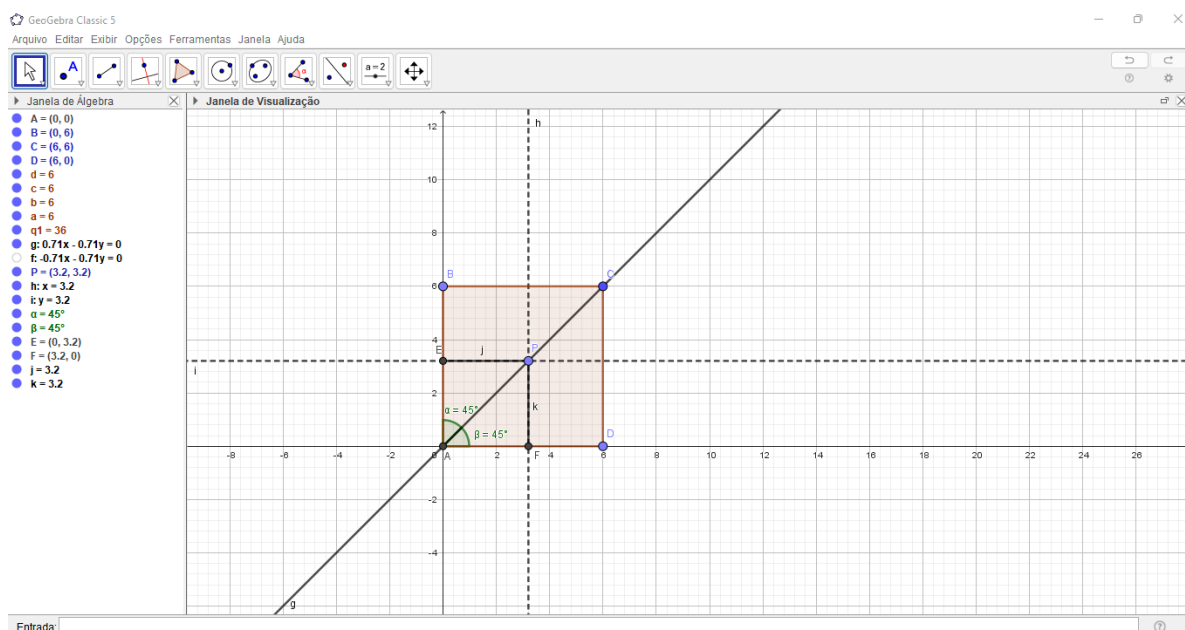 GeoGebra Classic 5
Arquivo Editar Exibir Opções Ferramentas Janela Ajuda
A
α
a=2
Janela de Álgebra
Janela de Visualização
A = (0, 0)
B = (0, 6)
C = (6, 6)
D = (6, 0)
d = 6
c = 6
b = 6
a = 6
q1 = 36
g: 0.71x - 0.71y = 0
f: -0.71x - 0.71y = 0
P = (3.2, 3.2)
h: x = 3.2
i: y = 3.2
α = 45°
β = 45°
E = (0, 3.2)
F = (3.2, 0)
j = 3.2
k = 3.2
12
h
10
8
B
C
6
4
E
j
P
i
2
k
α = 45°
β = 45°
D
-8 -6 -4 -2 0 A 2 F 4 6 8 10 12 14 16 18 20 22 24 26
-2
-4
g
Entrada: